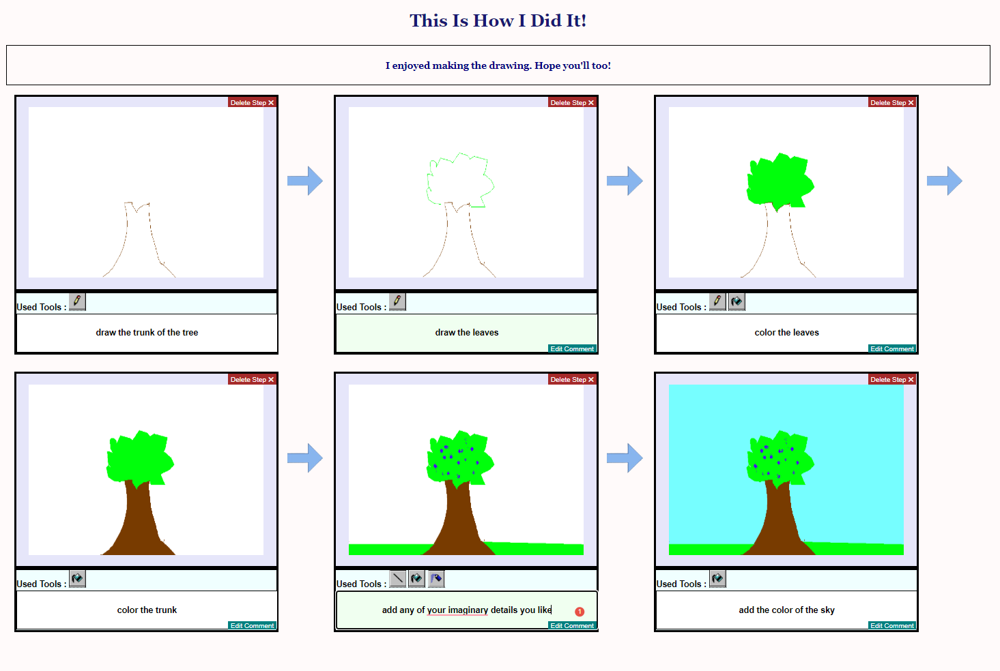 This Is How I Did It!
I enjoyed making the drawing. Hope you'll too!
Delete Step ✕
Delete Step ✕
Delete Step ✕
Used Tools :
Used Tools :
Used Tools :
draw the trunk of the tree
draw the leaves
color the leaves
Edit Comment
Edit Comment
Delete Step ✕
Delete Step ✕
Delete Step ✕
Used Tools :
Used Tools :
Used Tools :
color the trunk
add any of your imaginary details you like
1
add the color of the sky
Edit Comment
Edit Comment
Edit Comment